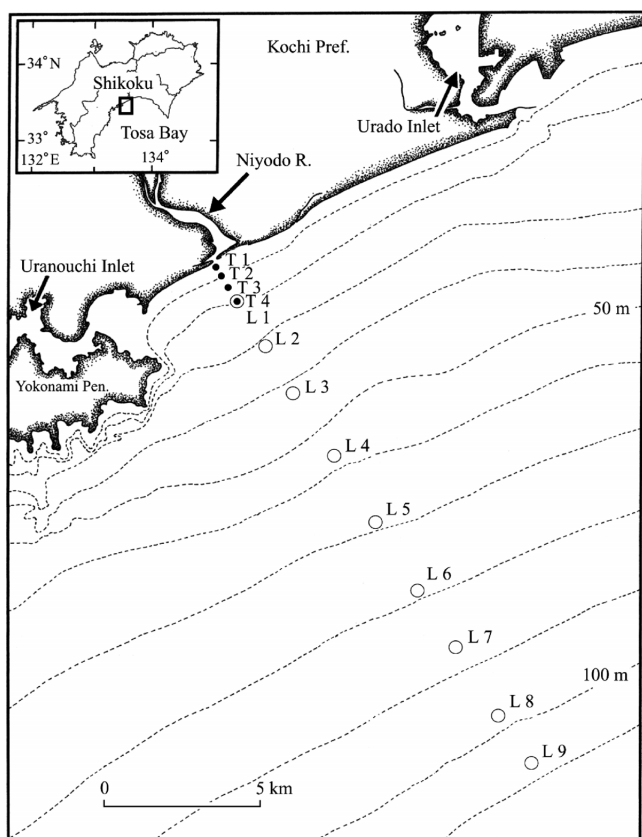 Kochi Pref.
34°N
Shikoku
Urado Inlet
Tosa Bay
33°
132°E
134°
Niyodo R.
Uranouchi Inlet
T 1
T 2
T 3
T 4
L 1
50 m
L 2
Yokonami Pen.
L 3
L 4
L 5
L 6
L 7
100 m
L 8
L 9
0
5 km